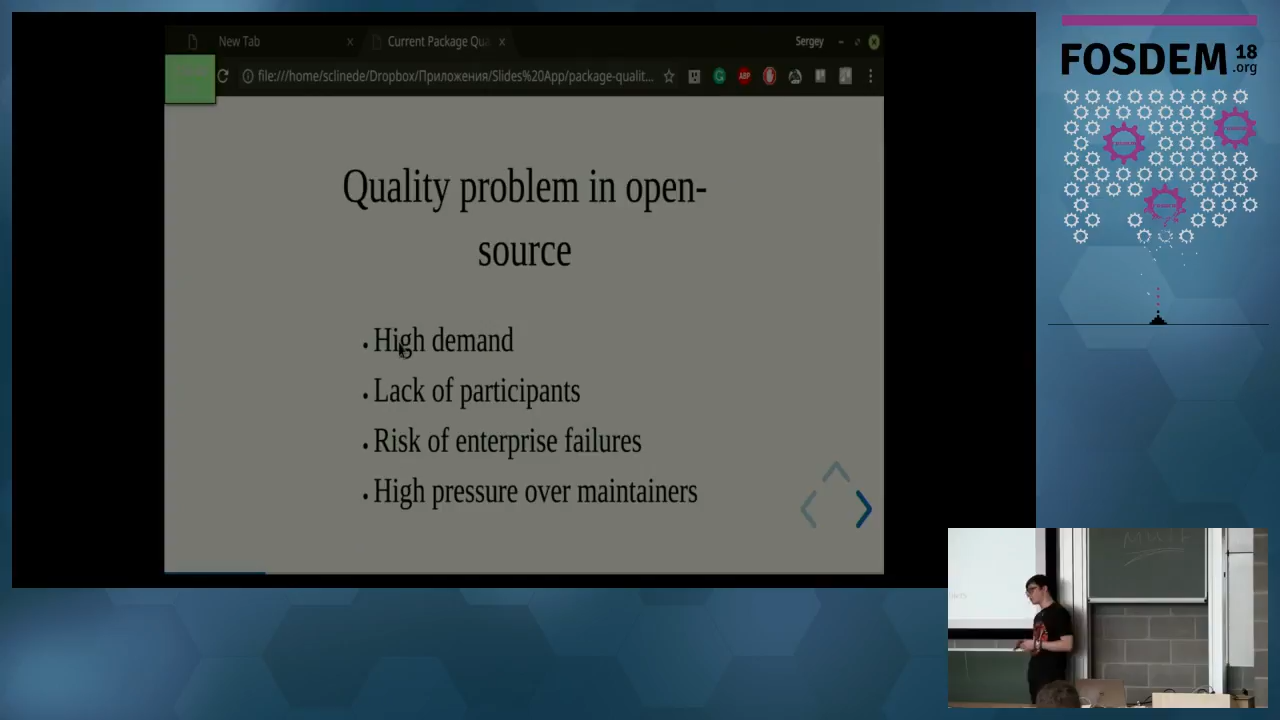 New Tab
Current Package Qua
Sergey
file:///home/sclinede/Dropbox/Приложения/Slides%20App/package-qualit...
ABP
Quality problem in open-
source
• High demand
• Lack of participants
• Risk of enterprise failures
• High pressure over maintainers
FOSDEM 18
.org